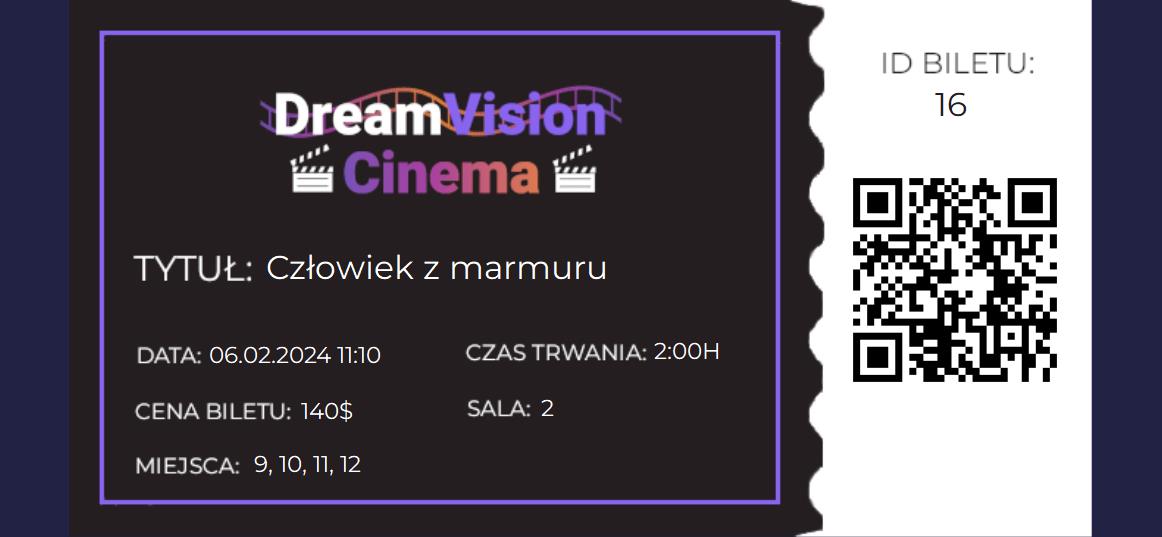 DreamVision
Cinema
TYTUŁ: Człowiek z marmuru
DATA: 06.02.2024 11:10
CZAS TRWANIA: 2:00H
CENA BILETU: 140$
SALA: 2
MIEJSCA: 9, 10, 11, 12
ID BILETU:
16